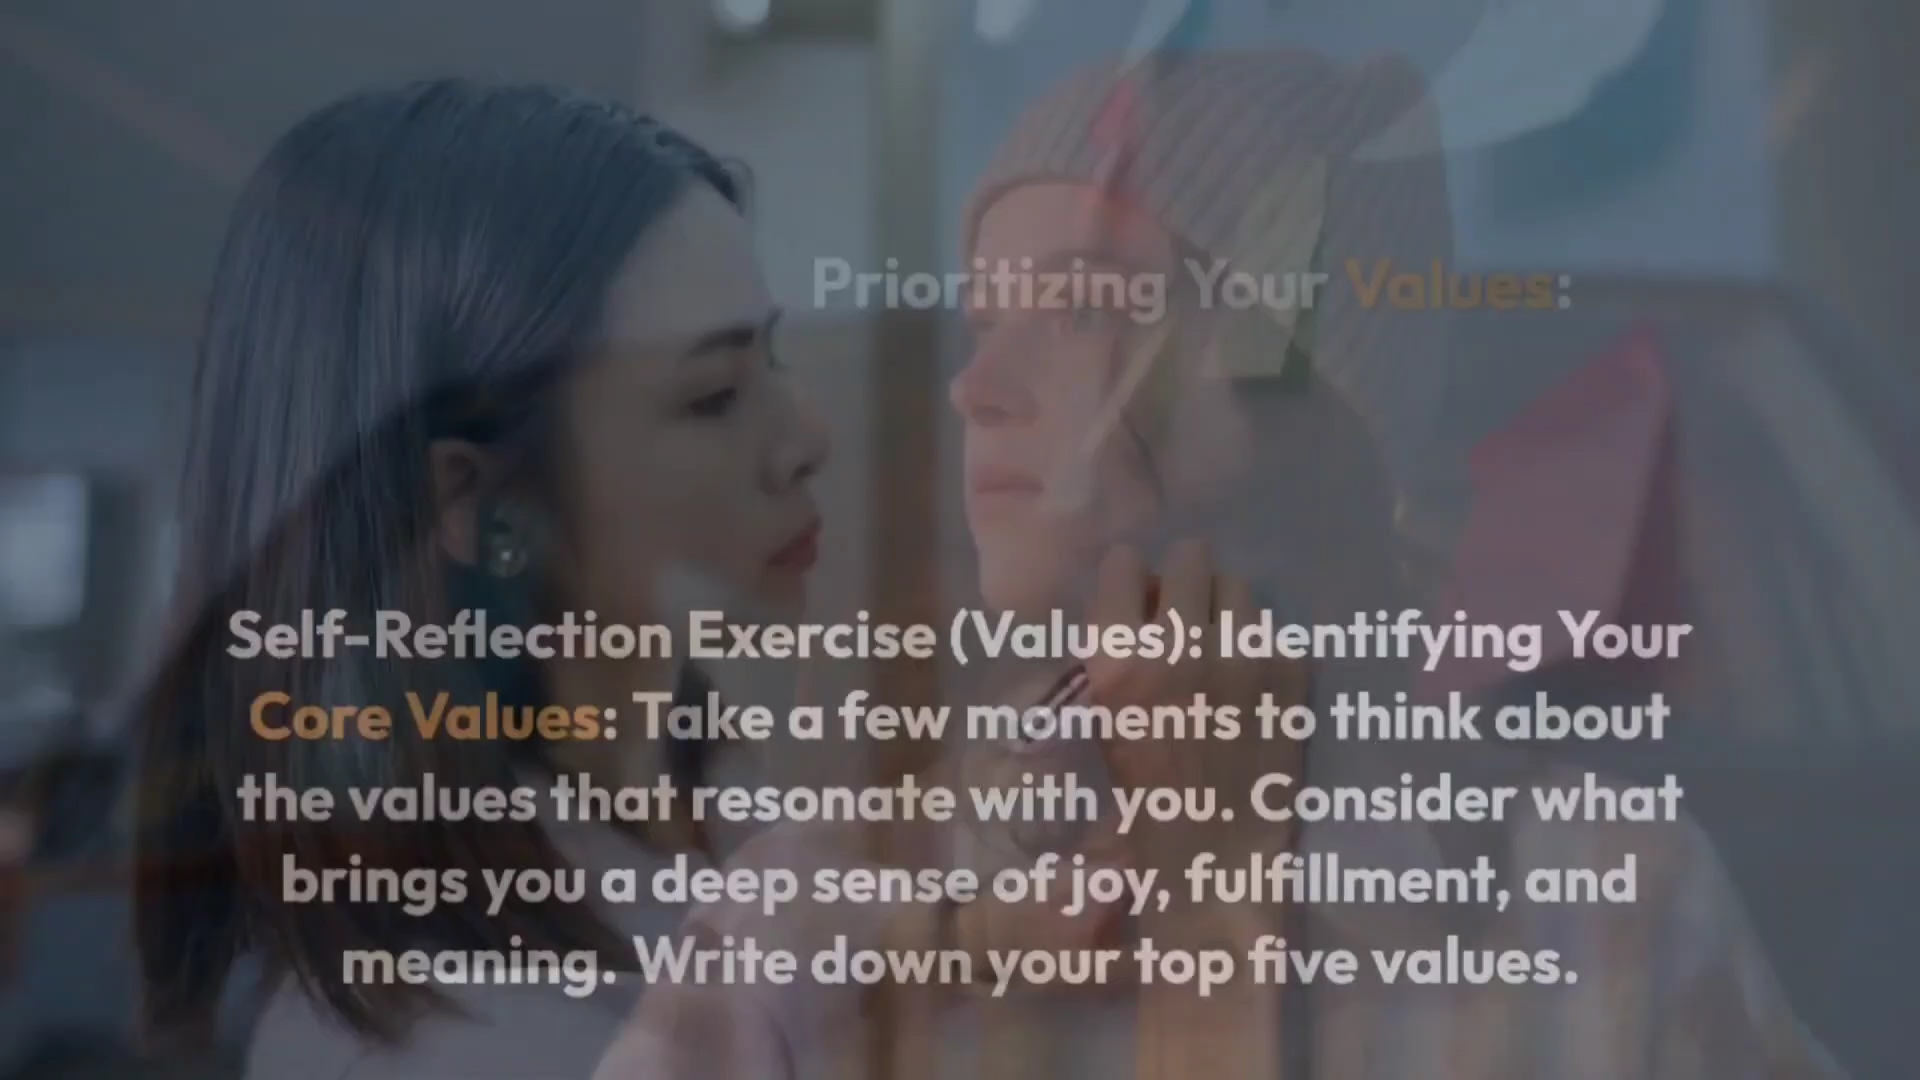 Prioritizing Your Values:
Self-Reflection Exercise (Values): Identifying Your
Core Values: Take a few moments to think about
the values that resonate with you. Consider what
brings you a deep sense of joy, fulfillment, and
meaning. Write down your top five values.